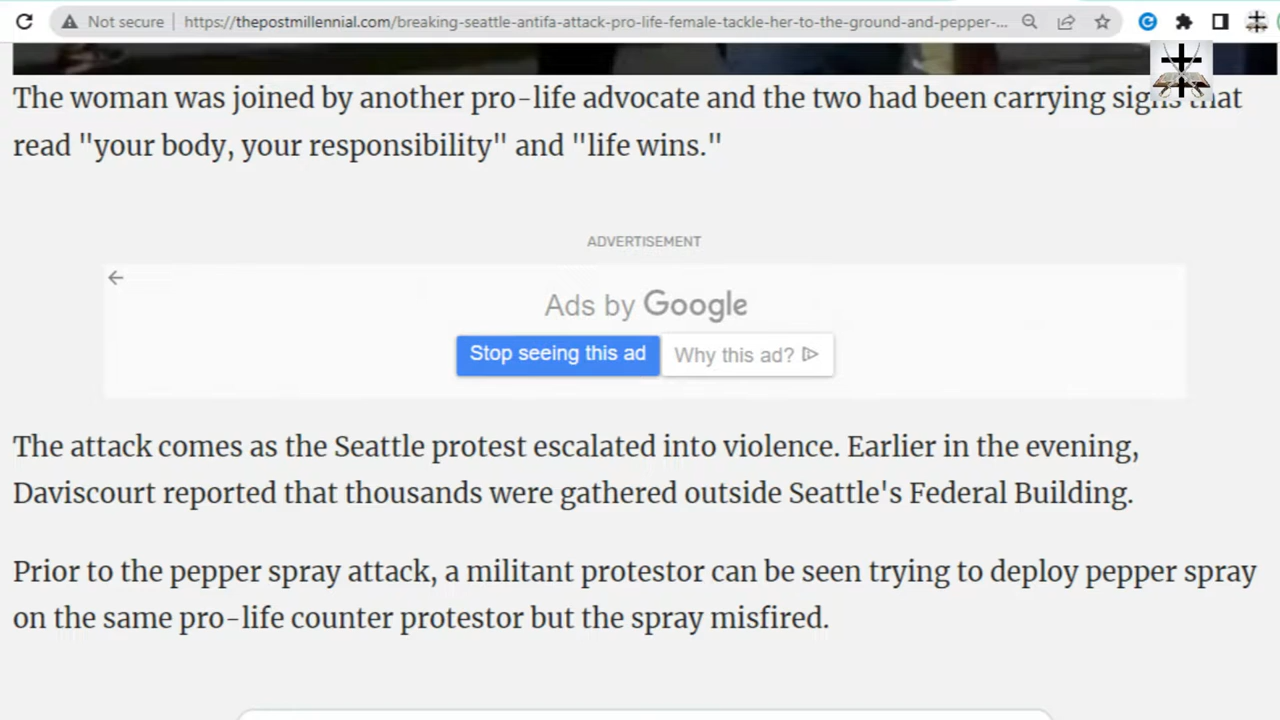 Not secure
https://thepostmillennial.com/breaking-seattle-antifa-attack-pro-life-female-tackle-her-to-the-ground-and-pepper-...
The woman was joined by another pro-life advocate and the two had been carrying signs that
read "your body, your responsibility" and "life wins."
ADVERTISEMENT
Ads by Google
Stop seeing this ad
Why this ad?
The attack comes as the Seattle protest escalated into violence. Earlier in the evening,
Daviscourt reported that thousands were gathered outside Seattle's Federal Building.
Prior to the pepper spray attack, a militant protestor can be seen trying to deploy pepper spray
on the same pro-life counter protestor but the spray misfired.